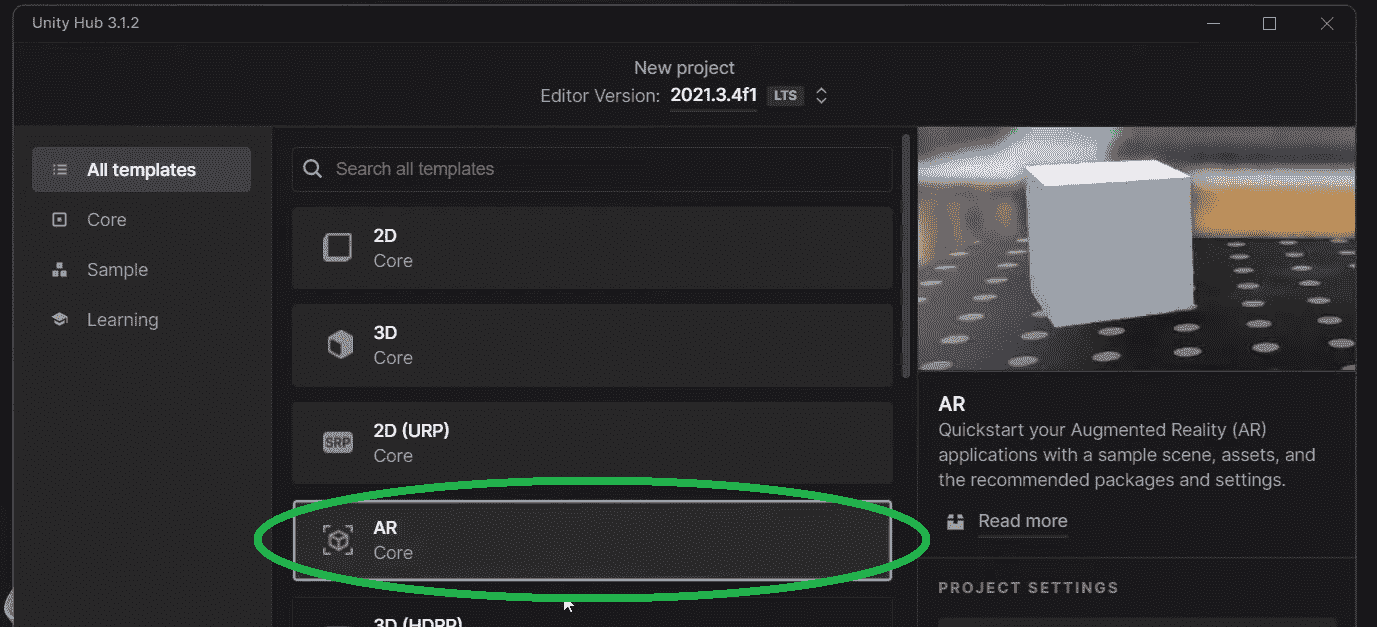 Unity Hub 3.1.2
New project
Editor Version: 2021.3.4f1 LTS
All templates
Core
Sample
Learning
Search all templates
2D
Core
3D
Core
SRP
2D (URP)
Core
AR
Core
3D (HDRP)
AR
Quickstart your Augmented Reality (AR)
applications with a sample scene, assets, and
the recommended packages and settings.
Read more
PROJECT SETTINGS